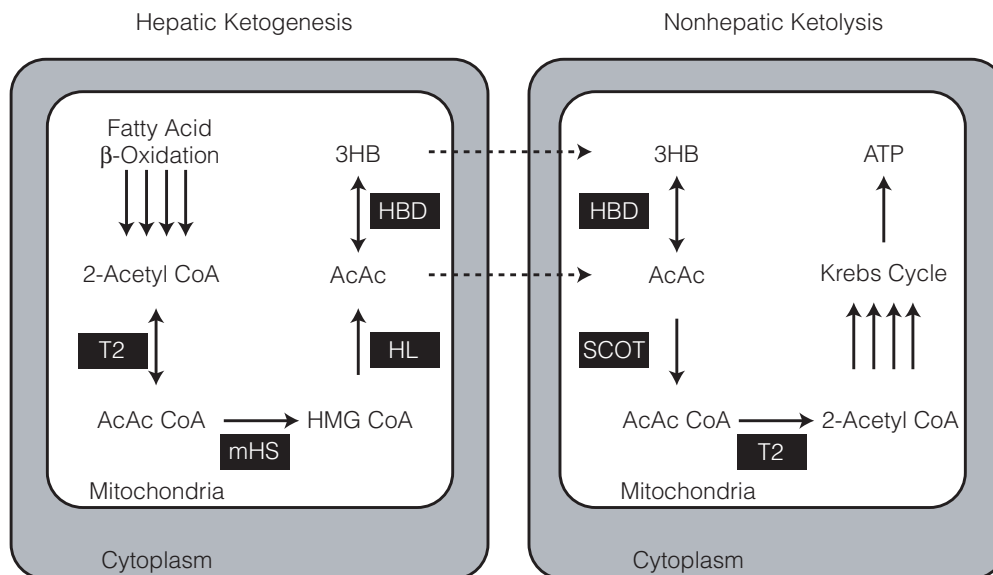 Hepatic Ketogenesis
Fatty Acid
β-Oxidation
3HB
HBD
2-Acetyl CoA
AcAc
T2
HL
AcAc CoA
HMG CoA
mHS
Mitochondria
Cytoplasm
Nonhepatic Ketolysis
3HB
ATP
HBD
AcAc
Krebs Cycle
SCOT
AcAc CoA
2-Acetyl CoA
T2
Mitochondria
Cytoplasm